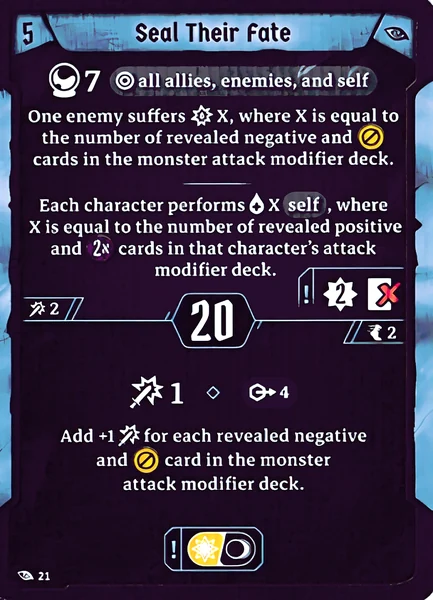 5 Seal Their Fate
7 all allies, enemies, and self
One enemy suffers X, where X is equal to
the number of revealed negative and
cards in the monster attack modifier deck.
Each character performs X self, where
X is equal to the number of revealed positive
and 2x cards in that character's attack
modifier deck.
! 2 X
2
20
2
1 4
Add +1 for each revealed negative
and card in the monster
attack modifier deck.
!
21